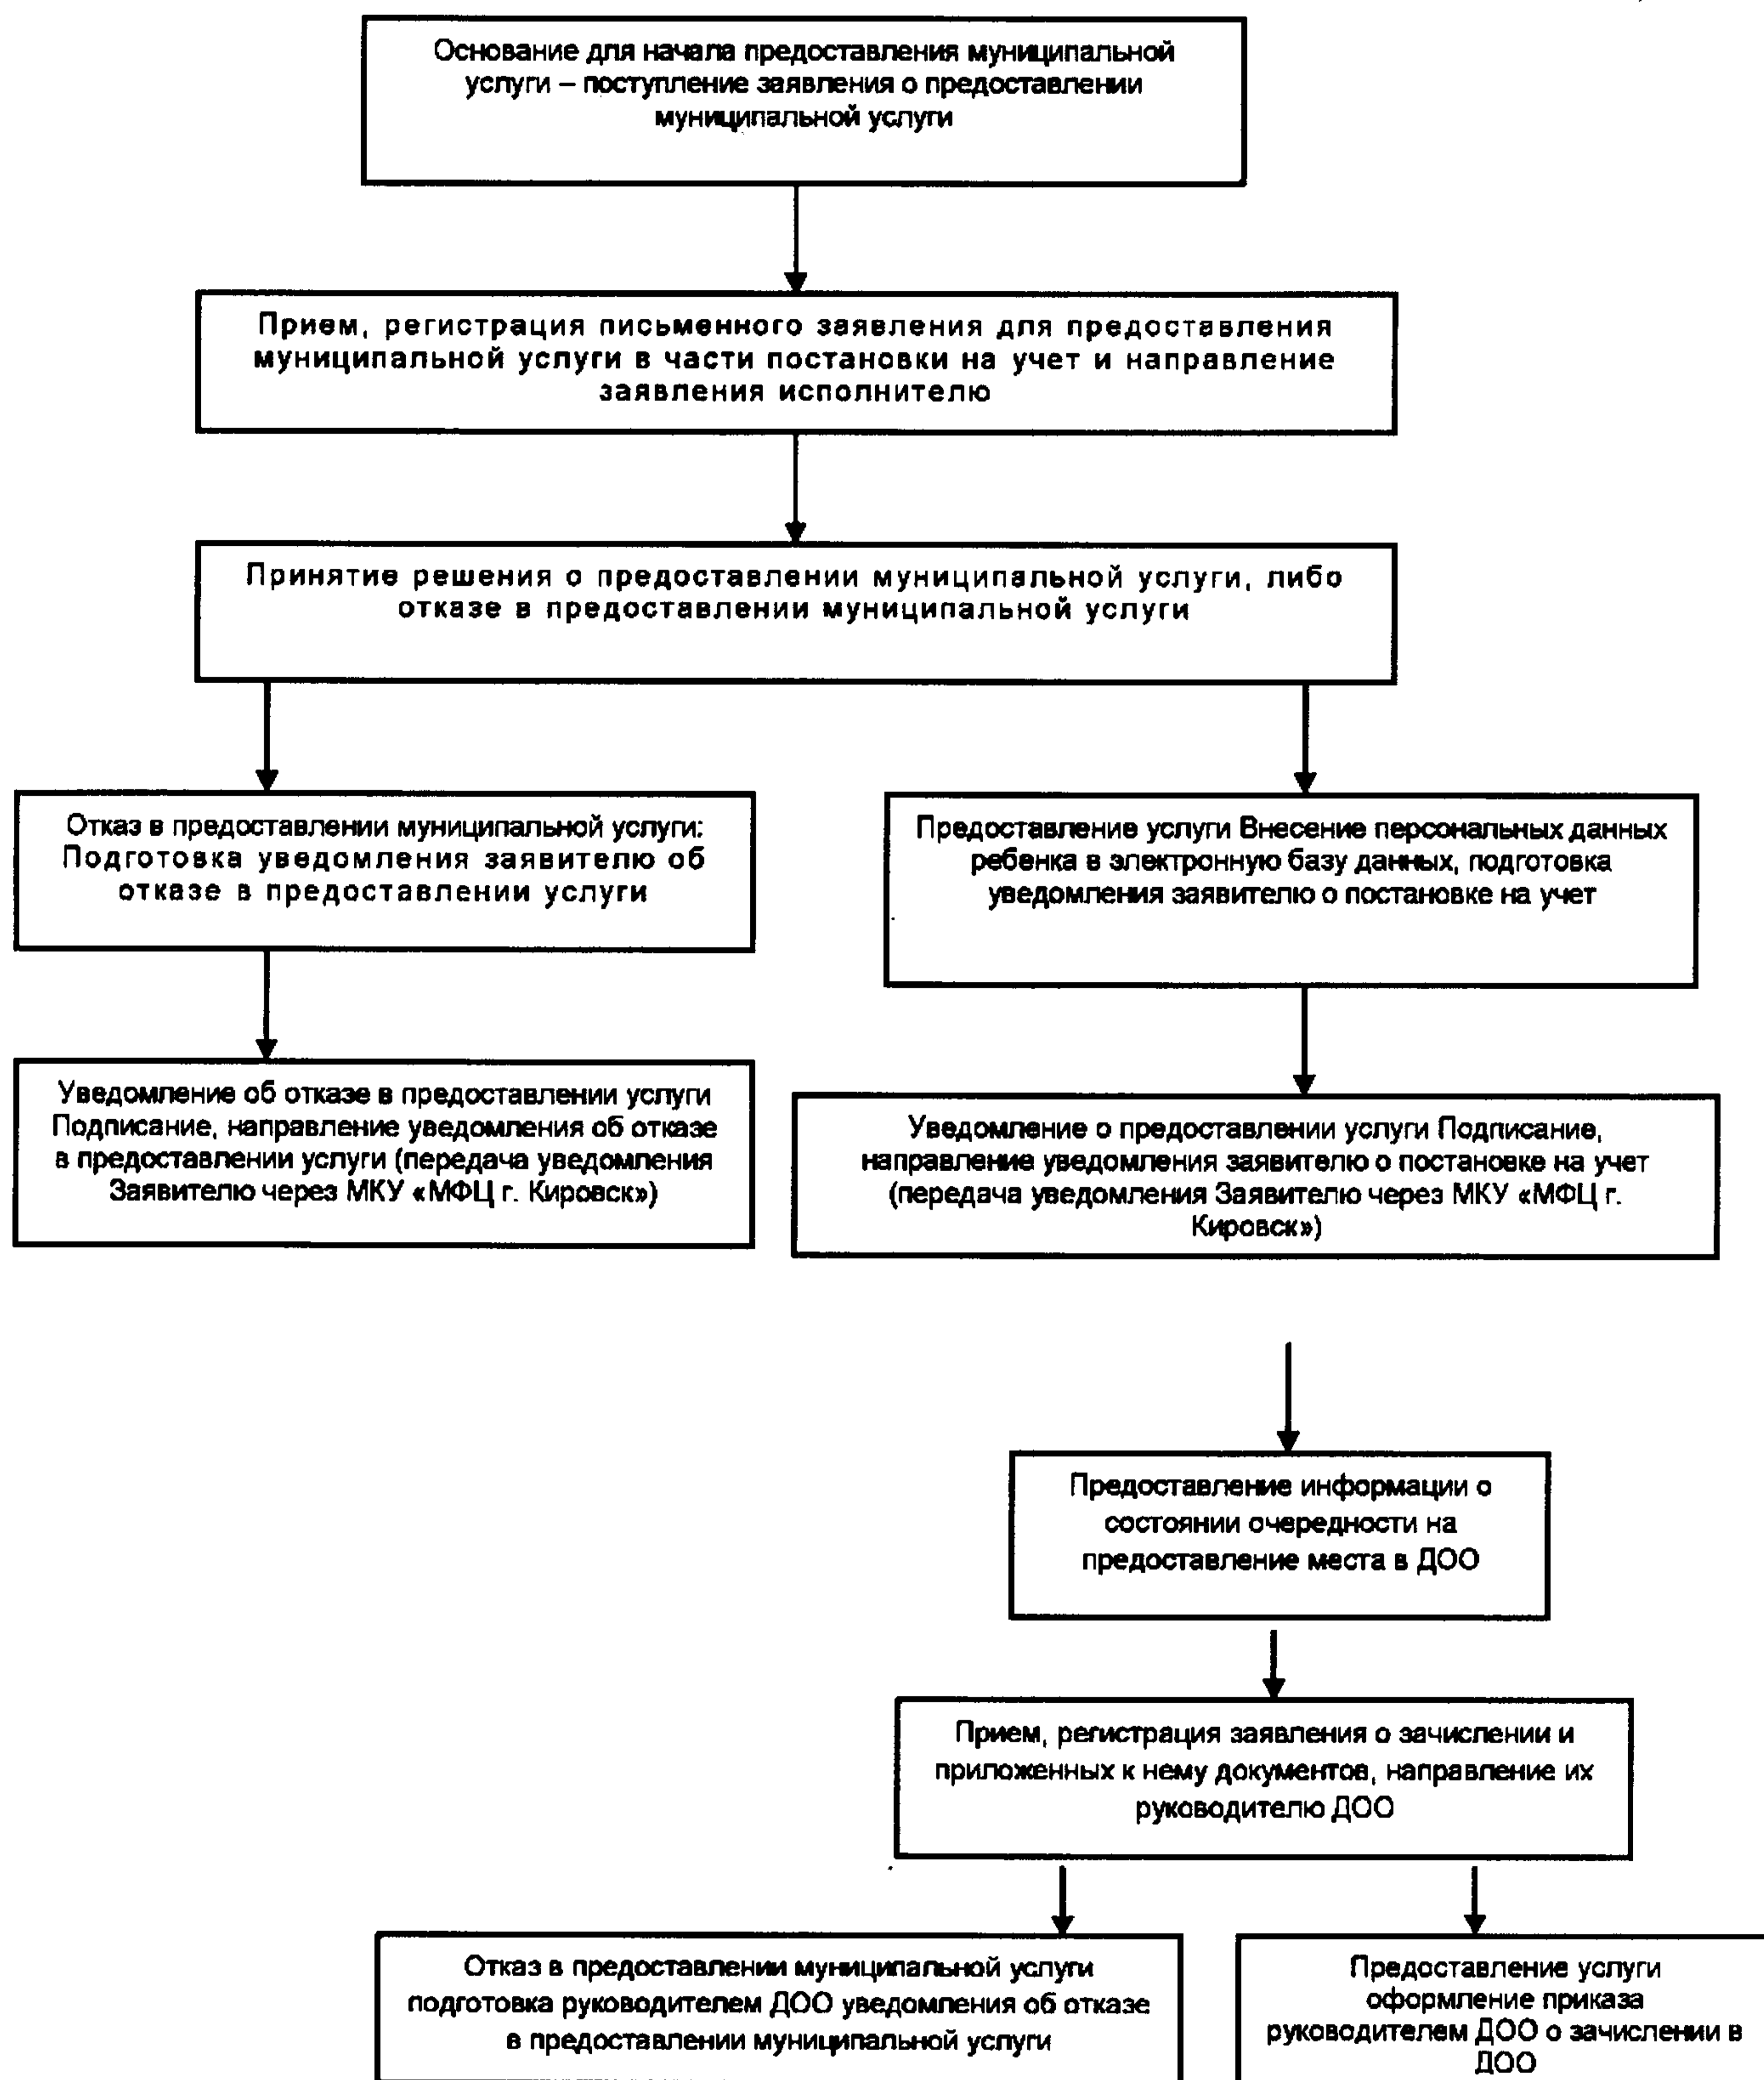 Основание для начала предоставления муниципальной
услуги – поступление заявления о предоставлении
муниципальной услуги
Прием, регистрация письменного заявления для предоставления
муниципальной услуги в части постановки на учет и направление
заявления исполнителю
Принятие решения о предоставлении муниципальной услуги, либо
отказе в предоставлении муниципальной услуги
Отказ в предоставлении муниципальной услуги:
Подготовка уведомления заявителю об
отказе в предоставлении услуги
Предоставление услуги Внесение персональных данных
ребенка в электронную базу данных, подготовка
уведомления заявителю о постановке на учет
Уведомление об отказе в предоставлении услуги
Подписание, направление уведомления об отказе
в предоставлении услуги (передача уведомления
Заявителю через МКУ «МФЦ г. Кировск»)
Уведомление о предоставлении услуги Подписание,
направление уведомления заявителю о постановке на учет
(передача уведомления Заявителю через МКУ «МФЦ г.
Кировск»)
Предоставление информации о
состоянии очередности на
предоставление места в ДОО
Прием, регистрация заявления о зачислении и
приложенных к нему документов, направление их
руководителю ДОО
Отказ в предоставлении муниципальной услуги
подготовка руководителем ДОО уведомления об отказе
в предоставлении муниципальной услуги
Предоставление услуги
оформление приказа
руководителем ДОО о зачислении в
ДОО